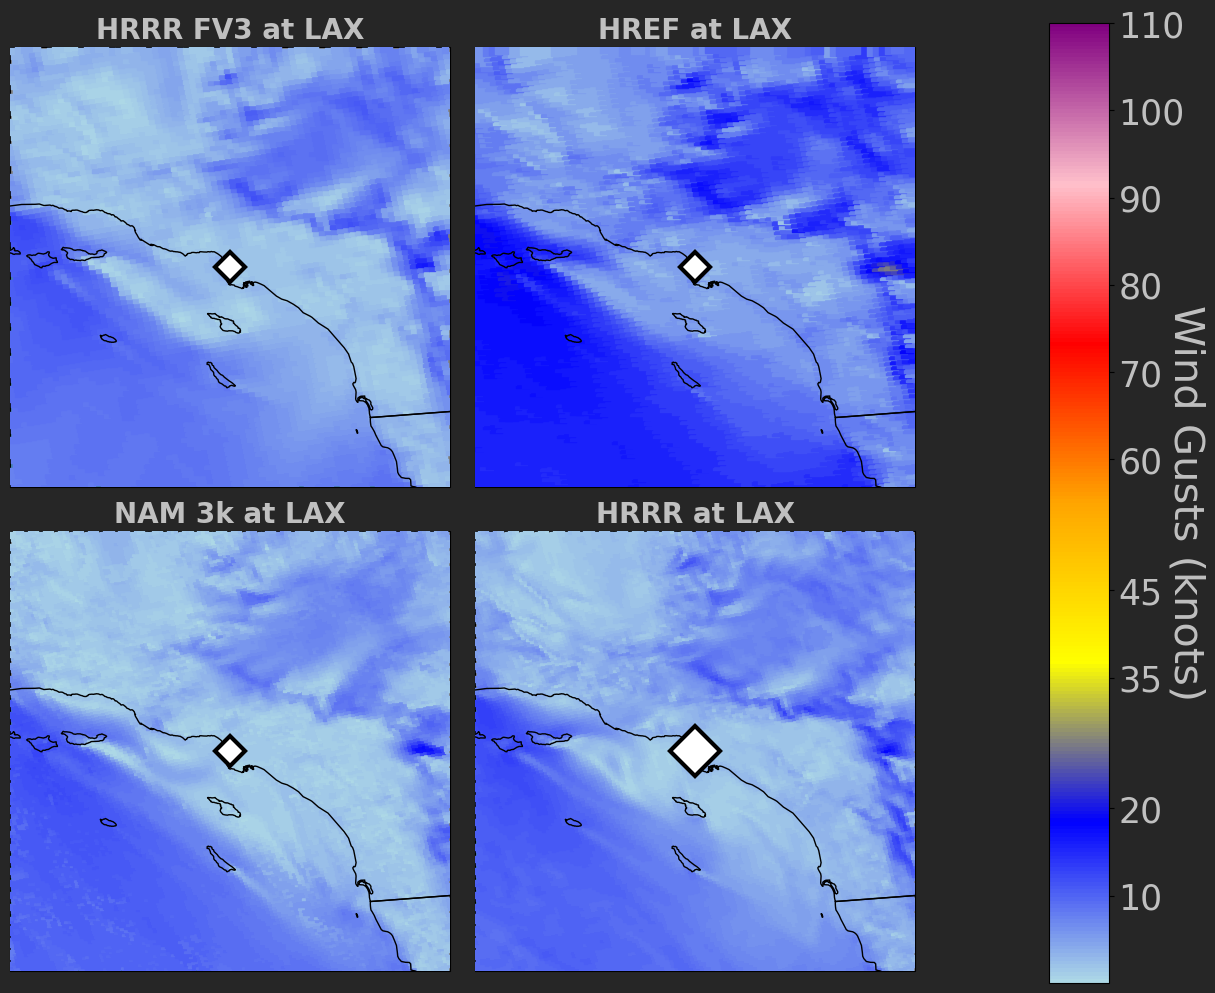 HRRR FV3 at LAX
HREF at LAX
NAM 3k at LAX
HRRR at LAX
110
100
90
80
70
60
45
35
20
10
Wind Gusts (knots)